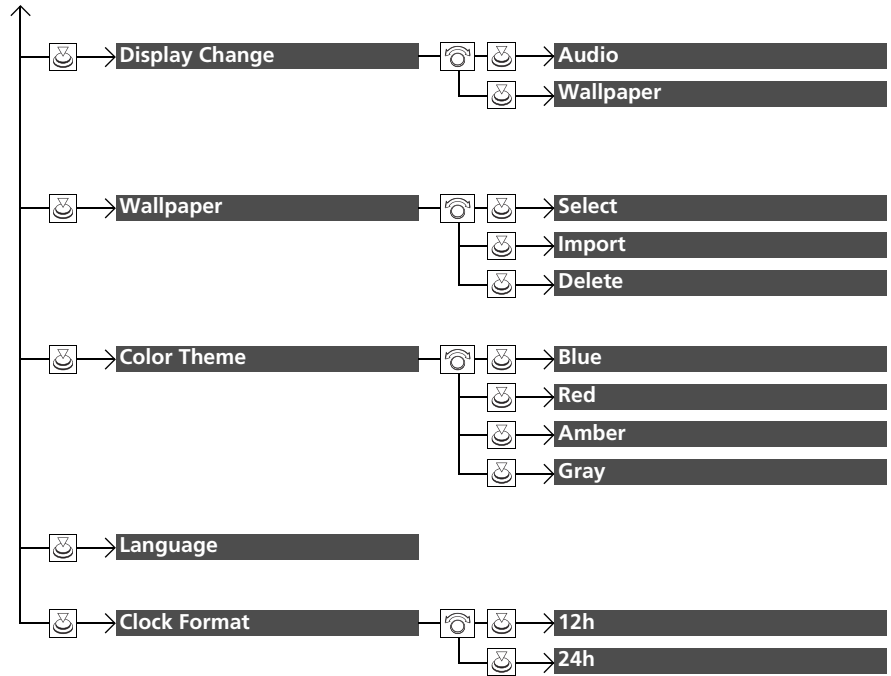 Display Change
Audio
Wallpaper
Wallpaper
Select
Import
Delete
Color Theme
Blue
Red
Amber
Gray
Language
Clock Format
12h
24h